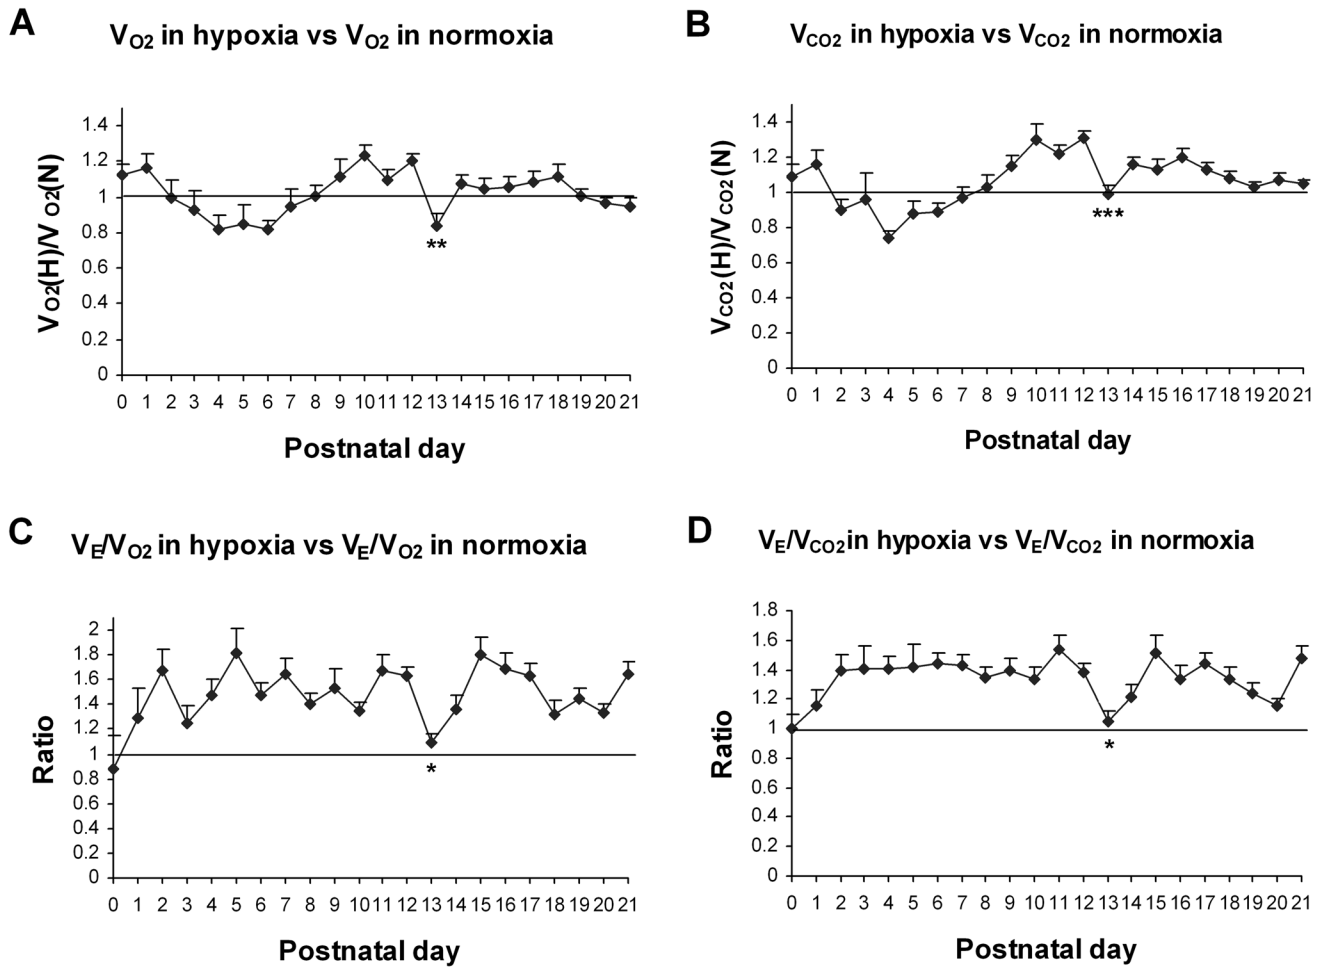 A
V O2 in hypoxia vs V O2 in normoxia
V O2(H)/V O2(N)
1.4
1.2
1
0.8
0.6
0.4
0.2
0
**
0 1 2 3 4 5 6 7 8 9 10 11 12 13 14 15 16 17 18 19 20 21
Postnatal day
B
VCO2 in hypoxia vs VCO2 in normoxia
VCO2(H)/VCO2(N)
1.4
1.2
1
0.8
0.6
0.4
0.2
0
***
0 1 2 3 4 5 6 7 8 9 10 11 12 13 14 15 16 17 18 19 20 21
Postnatal day
C
VE/VO2 in hypoxia vs VE/VO2 in normoxia
Ratio
2
1.8
1.6
1.4
1.2
1
0.8
0.6
0.4
0.2
0
*
0 1 2 3 4 5 6 7 8 9 10 11 12 13 14 15 16 17 18 19 20 21
Postnatal day
D
VE/VCO2 in hypoxia vs VE/VCO2 in normoxia
Ratio
1.8
1.6
1.4
1.2
1
0.8
0.6
0.4
0.2
0
*
0 1 2 3 4 5 6 7 8 9 10 11 12 13 14 15 16 17 18 19 20 21
Postnatal day